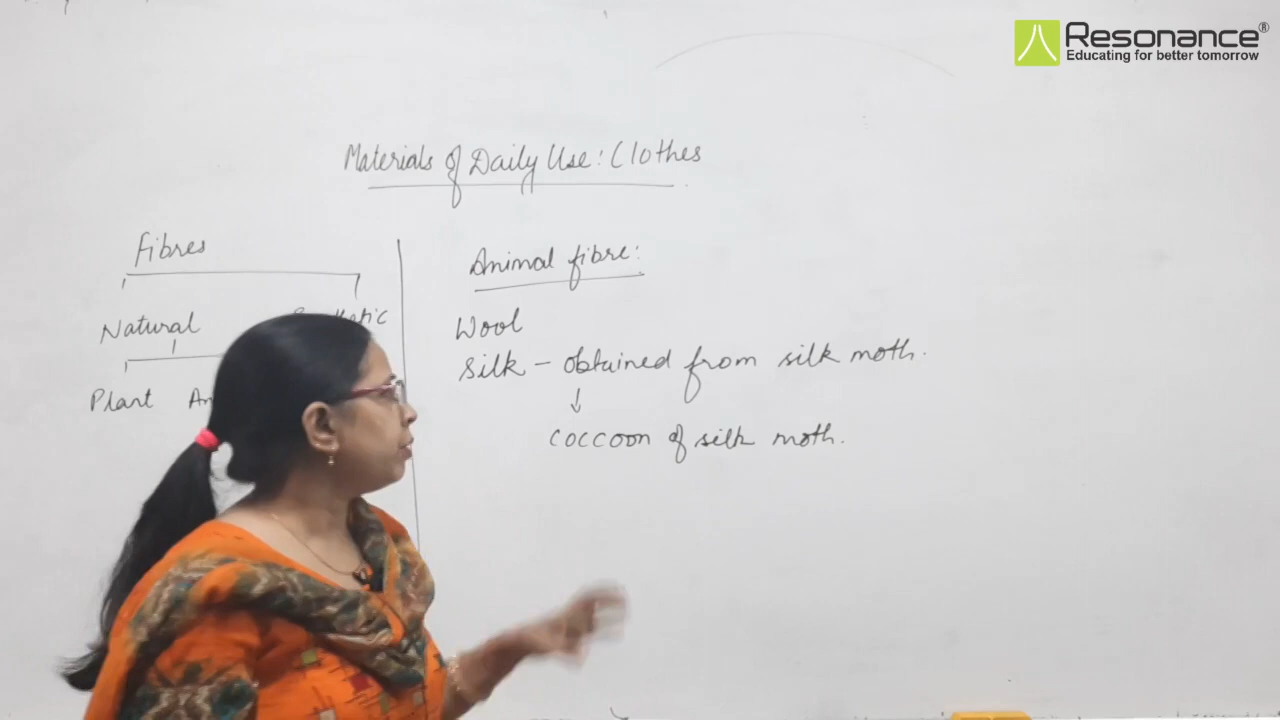 Resonance®
Educating for better tomorrow
Materials of Daily Use: Clothes
Fibres
Natural
Plant
Animal fibre:
Wool
Silk – obtained from silk moth.
↓
coccoon of silk moth.